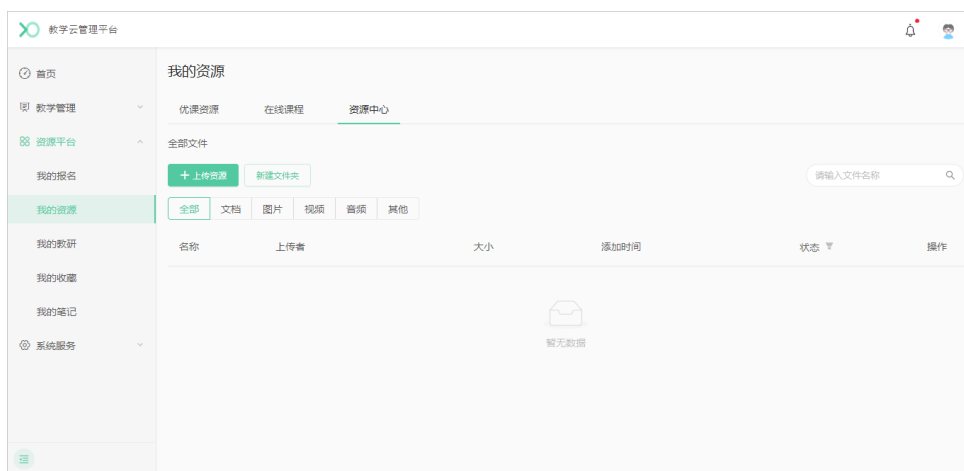 教学云管理平台
首页
教学管理
资源平台
我的报名
我的资源
我的教研
我的收藏
我的笔记
系统服务
我的资源
优课资源 在线课程 资源中心
全部文件
+ 上传资源 新建文件夹 请输入文件名称
全部 文档 图片 视频 音频 其他
名称 上传者 大小 添加时间 状态 操作
暂无数据